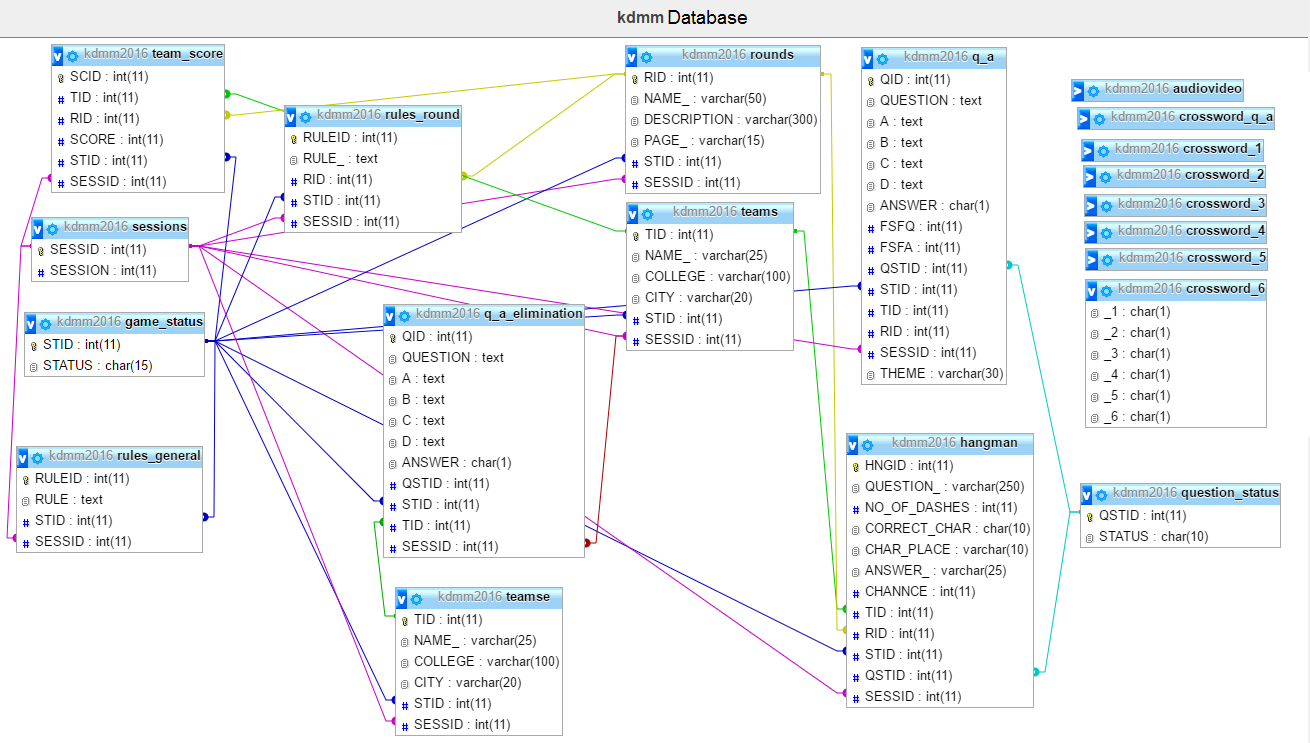 kdmm Database
kdmm2016 team_score
SCID : int(11)
TID : int(11)
RID : int(11)
SCORE : int(11)
STID : int(11)
SESSID : int(11)
kdmm2016 sessions
SESSID : int(11)
SESSION : int(11)
kdmm2016 game_status
STID : int(11)
STATUS : char(15)
kdmm2016 rules_general
RULEID : int(11)
RULE : text
STID : int(11)
SESSID : int(11)
kdmm2016 rules_round
RULEID : int(11)
RULE_ : text
RID : int(11)
STID : int(11)
SESSID : int(11)
kdmm2016 q_a_elimination
QID : int(11)
QUESTION : text
A : text
B : text
C : text
D : text
ANSWER : char(1)
QSTID : int(11)
STID : int(11)
TID : int(11)
SESSID : int(11)
kdmm2016 teamse
TID : int(11)
NAME_ : varchar(25)
COLLEGE : varchar(100)
CITY : varchar(20)
STID : int(11)
SESSID : int(11)
kdmm2016 rounds
RID : int(11)
NAME_ : varchar(50)
DESCRIPTION : varchar(300)
PAGE_ : varchar(15)
STID : int(11)
SESSID : int(11)
kdmm2016 teams
TID : int(11)
NAME_ : varchar(25)
COLLEGE : varchar(100)
CITY : varchar(20)
STID : int(11)
SESSID : int(11)
kdmm2016 q_a
QID : int(11)
QUESTION : text
A : text
B : text
C : text
D : text
ANSWER : char(1)
FSFQ : int(11)
FSFA : int(11)
QSTID : int(11)
STID : int(11)
TID : int(11)
RID : int(11)
SESSID : int(11)
THEME : varchar(30)
kdmm2016 hangman
HNGID : int(11)
QUESTION_ : varchar(250)
NO_OF_DASHES : int(11)
CORRECT_CHAR : char(10)
CHAR_PLACE : varchar(10)
ANSWER_ : varchar(25)
CHANNCE : int(11)
TID : int(11)
RID : int(11)
STID : int(11)
QSTID : int(11)
SESSID : int(11)
kdmm2016 audiovideo
kdmm2016 crossword_q_a
kdmm2016 crossword_1
kdmm2016 crossword_2
kdmm2016 crossword_3
kdmm2016 crossword_4
kdmm2016 crossword_5
kdmm2016 crossword_6
_1 : char(1)
_2 : char(1)
_3 : char(1)
_4 : char(1)
_5 : char(1)
_6 : char(1)
kdmm2016 question_status
QSTID : int(11)
STATUS : char(10)